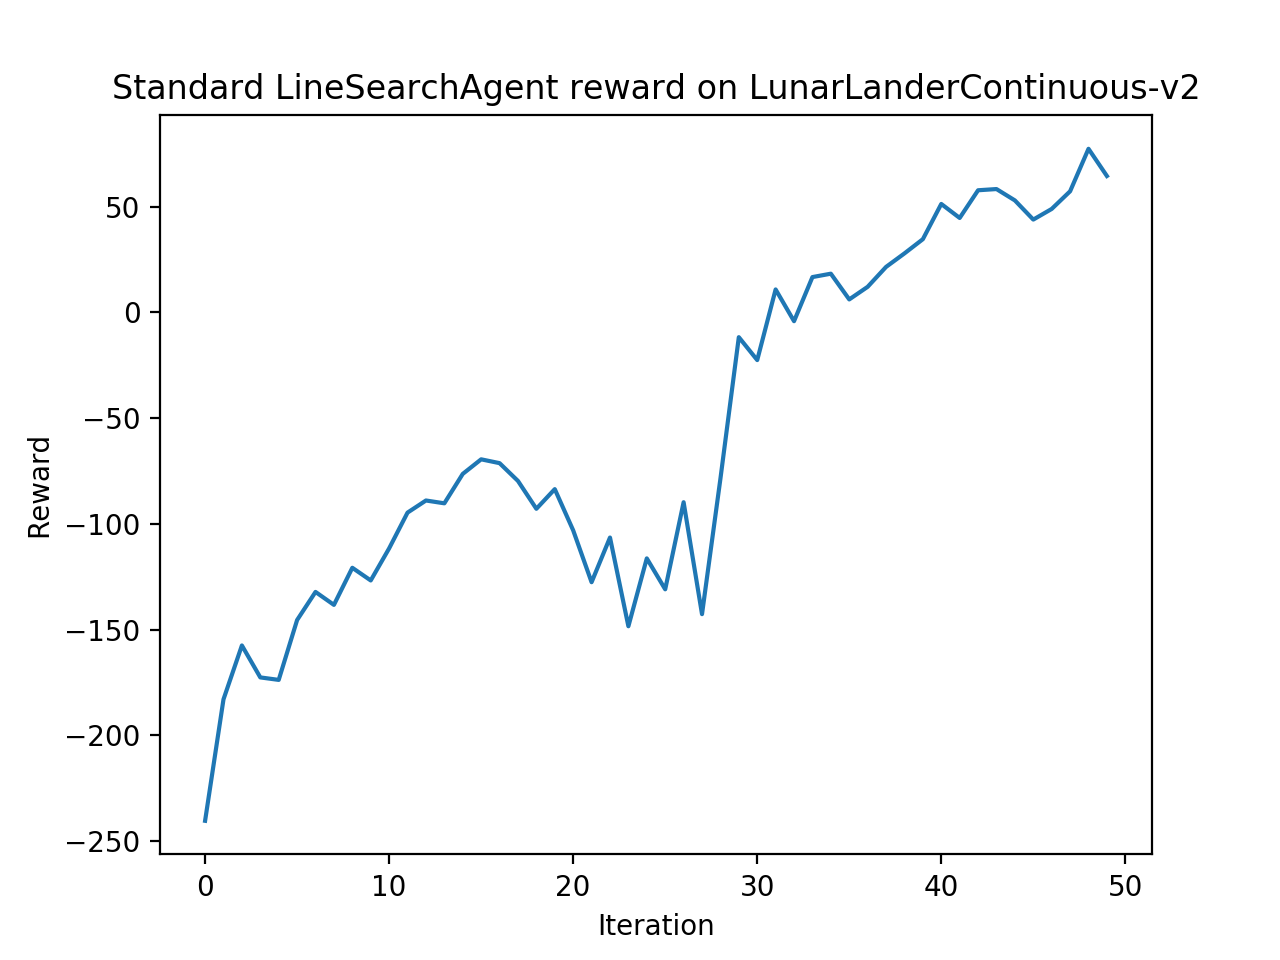 Standard LineSearchAgent reward on LunarLanderContinuous-v2
50
0
−50
−100
−150
−200
−250
Reward
0 10 20 30 40 50
Iteration